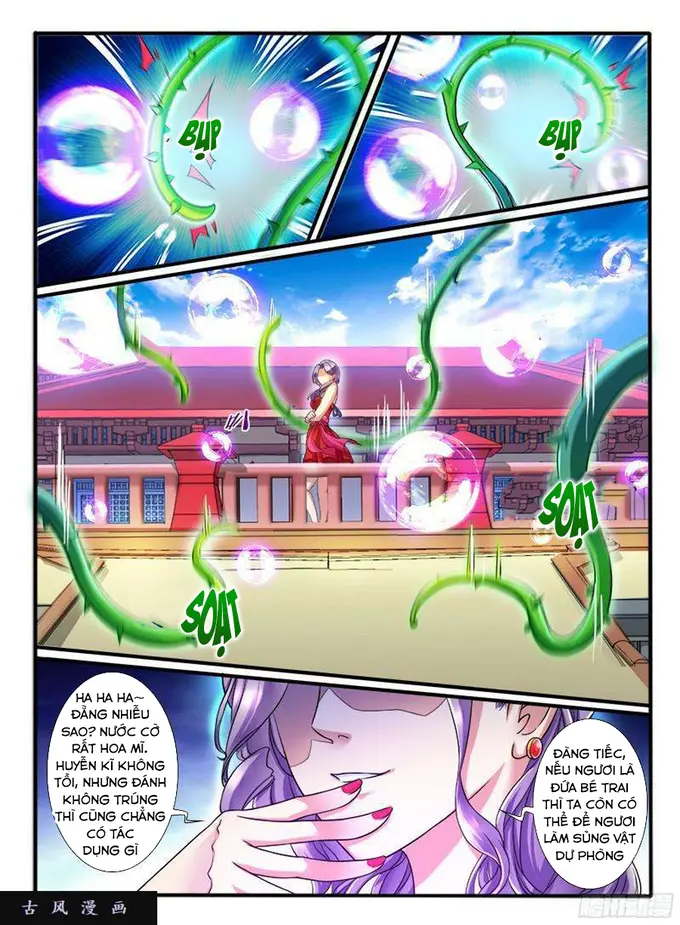 BỤP
BỤP
SOẠT
SOẠT
HA HA HA~
ĐẰNG NHIỄU
SAO? NƯỚC CỜ
RẤT HOA MĨ.
HUYỄN KĨ KHÔNG
TỒI, NHƯNG ĐÁNH
KHÔNG TRÚNG
THÌ CŨNG CHẲNG
CÓ TÁC
DỤNG GÌ
ĐÁNG TIẾC,
NẾU NGƯƠI LÀ
ĐỨA BÉ TRAI
THÌ TA CÒN CÓ
THỂ ĐỂ NGƯƠI
LÀM SỦNG VẬT
DỰ PHÒNG
古风漫画